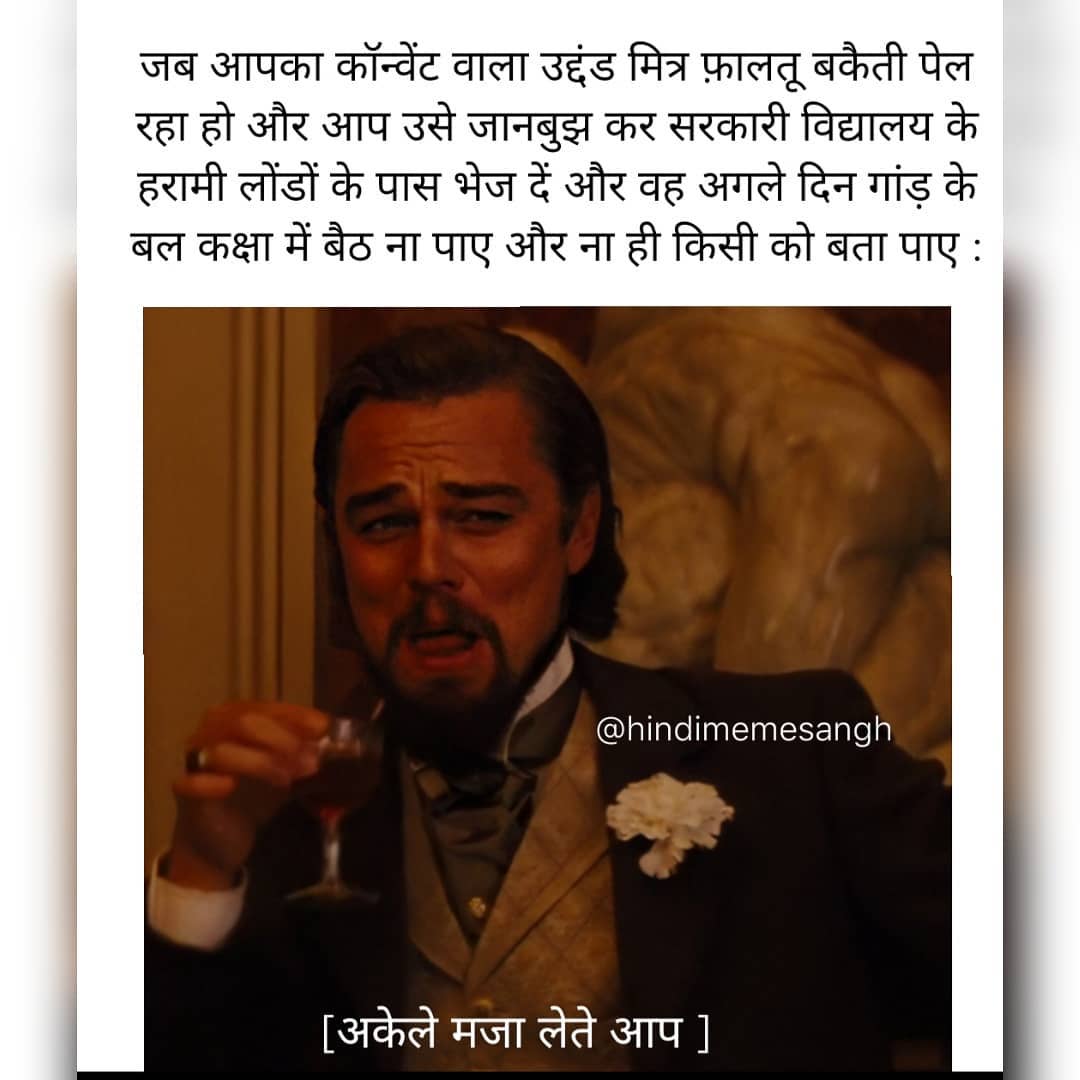 जब आपका कॉन्वेंट वाला उद्दंड मित्र फ़ालतू बकैती पेल
रहा हो और आप उसे जानबुझ कर सरकारी विद्यालय के
हरामी लोंडों के पास भेज दें और वह अगले दिन गांड़ के
बल कक्षा में बैठ ना पाए और ना ही किसी को बता पाए :
@hindimemesangh
[अकेले मजा लेते आप ]